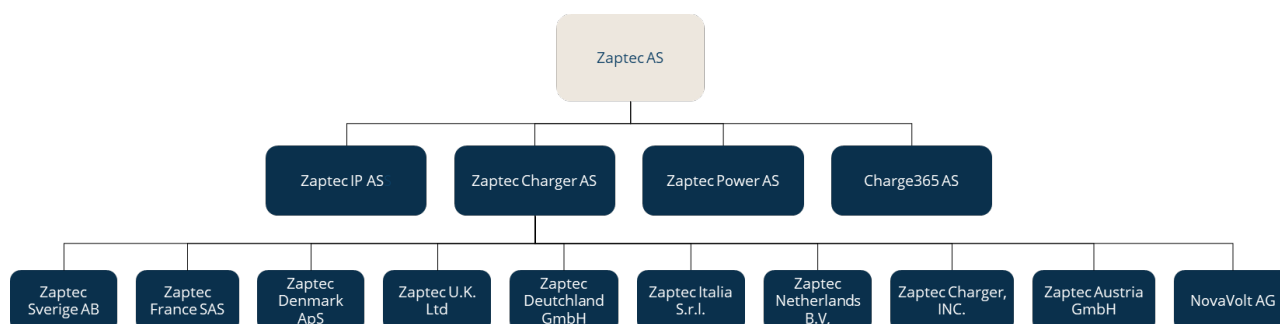 Zaptec AS
Zaptec IP AS
Zaptec Charger AS
Zaptec Power AS
Charge365 AS
Zaptec
Sverige AB
Zaptec
France SAS
Zaptec
Denmark
ApS
Zaptec U.K.
Ltd
Zaptec
Deutchland
GmbH
Zaptec Italia
S.r.l.
Zaptec
Netherlands
B.V.
Zaptec Charger,
INC.
Zaptec Austria
GmbH
NovaVolt AG